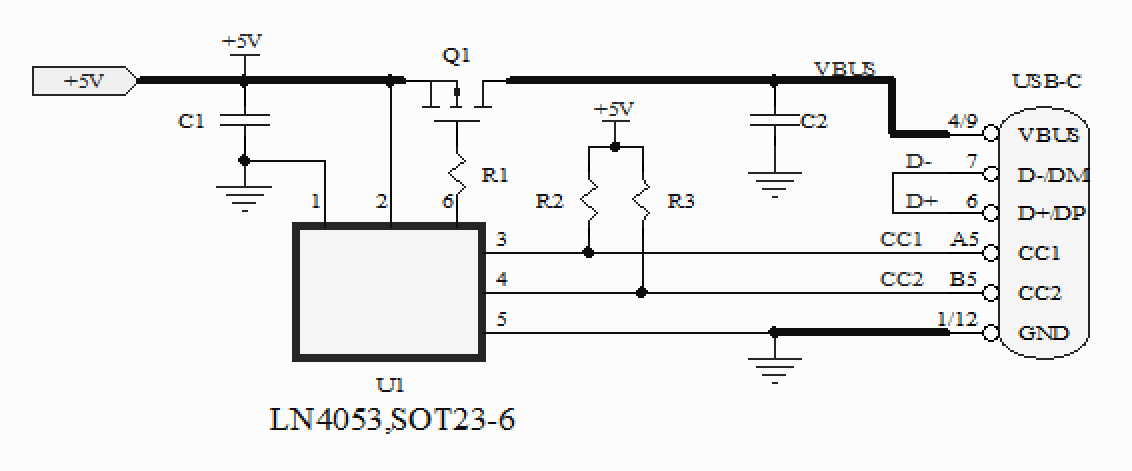 +5V
Q1
+5V
VBUS
USB-C
C1
+5V
C2
4/9
VBUS
D-
7
D-/DM
R1
1
2
6
R2
R3
D+
6
D+/DP
3
CC1
A5
CC1
4
CC2
B5
CC2
5
1/12
GND
U1
LN4053,SOT23-6